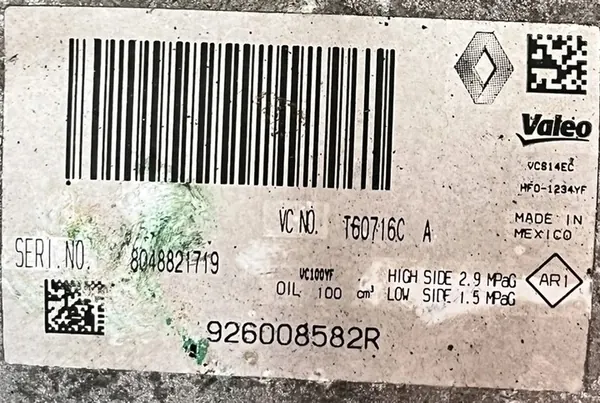 Valeo
VCS14EC
HFO-1234YF
MADE IN
MEXICO
VC NO. T60716C A
SERI.NO. 8048821719
VC100YF
OIL 100 cm³
HIGH SIDE 2.9 MPaG
LOW SIDE 1.5 MPaG
AR1
926008582R